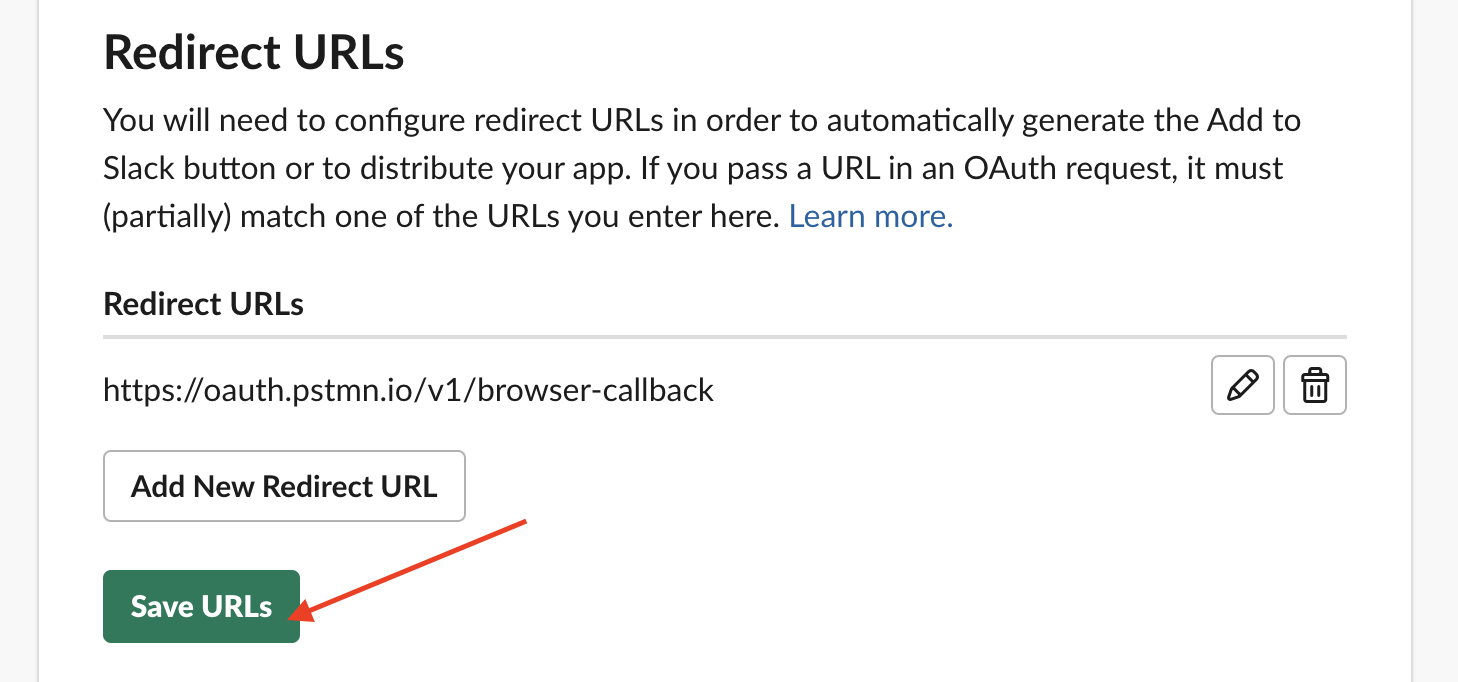 Redirect URLs
You will need to configure redirect URLs in order to automatically generate the Add to
Slack button or to distribute your app. If you pass a URL in an OAuth request, it must
(partially) match one of the URLs you enter here. Learn more.
Redirect URLs
https://oauth.pstmn.io/v1/browser-callback
Add New Redirect URL
Save URLs